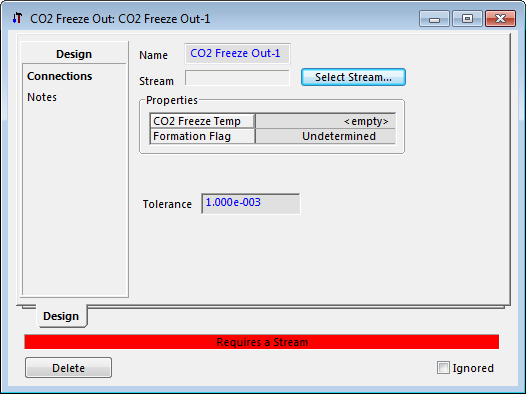 CO2 Freeze Out: CO2 Freeze Out-1
Design
Connections
Notes
Name CO2 Freeze Out-1
Stream Select Stream...
Properties
CO2 Freeze Temp <empty>
Formation Flag Undetermined
Tolerance 1.000e-003
Design
Requires a Stream
Delete Ignored